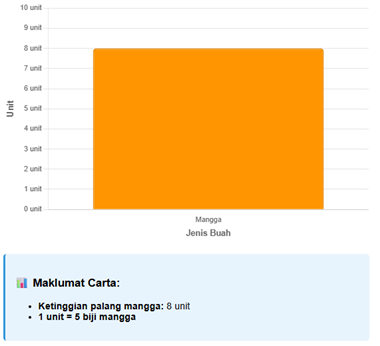 10 unit
9 unit
8 unit
7 unit
6 unit
5 unit
4 unit
3 unit
2 unit
1 unit
0 unit
Unit
Mangga
Jenis Buah
Maklumat Carta:
• Ketinggian palang mangga: 8 unit
• 1 unit = 5 biji mangga